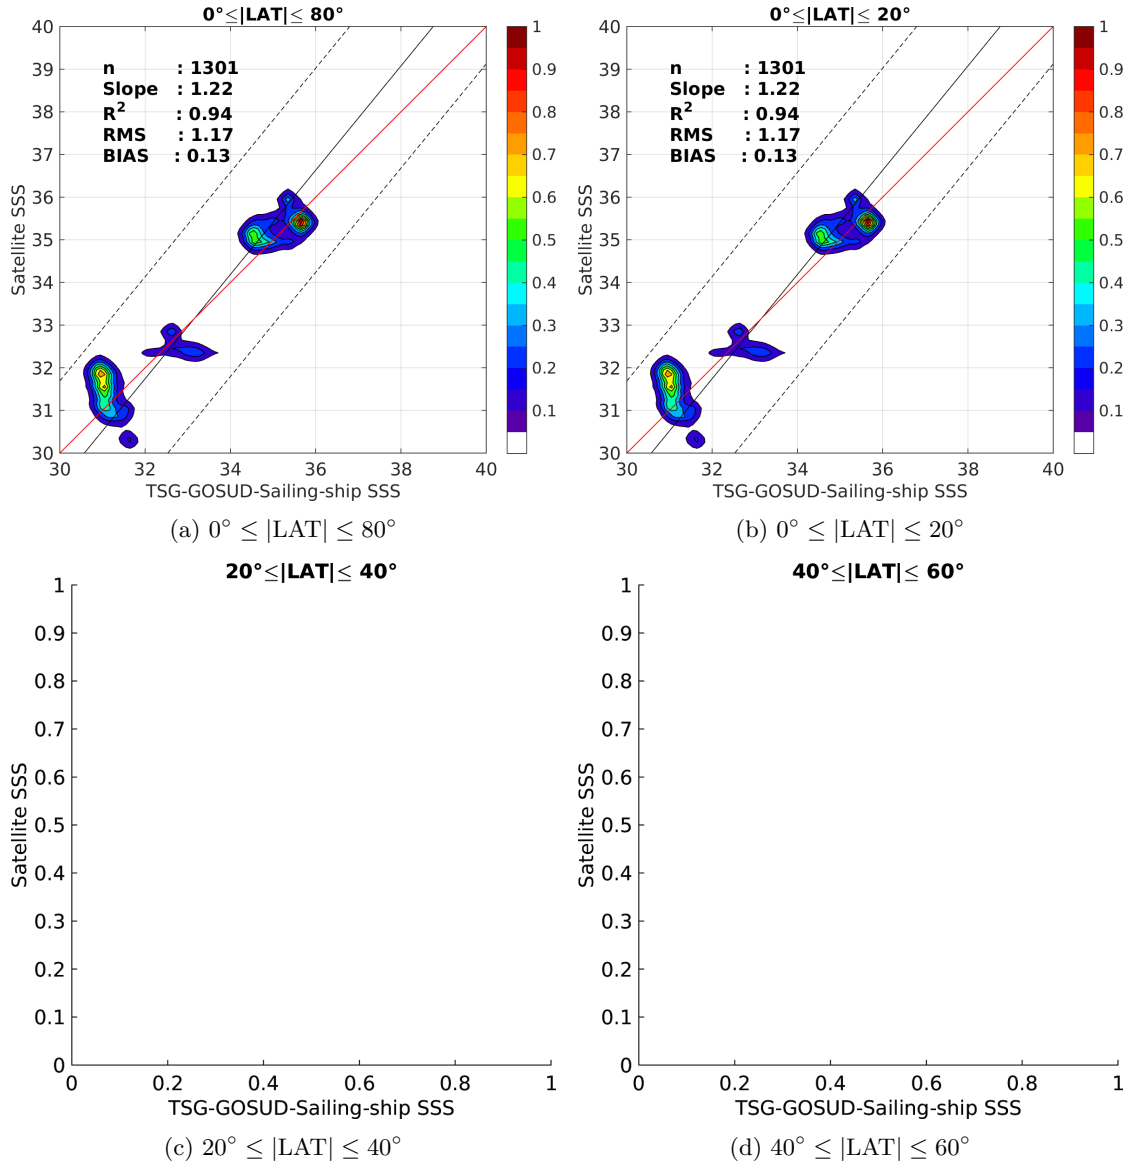 0°≤|LAT|≤ 80°
n : 1301
Slope : 1.22
R² : 0.94
RMS : 1.17
BIAS : 0.13
40
39
38
37
36
35
34
33
32
31
30
30 32 34 36 38 40
Satellite SSS
TSG-GOSUD-Sailing-ship SSS
1
0.9
0.8
0.7
0.6
0.5
0.4
0.3
0.2
0.1
(a) 0° ≤ |LAT| ≤ 80°
0°≤|LAT|≤ 20°
n : 1301
Slope : 1.22
R² : 0.94
RMS : 1.17
BIAS : 0.13
40
39
38
37
36
35
34
33
32
31
30
30 32 34 36 38 40
Satellite SSS
TSG-GOSUD-Sailing-ship SSS
1
0.9
0.8
0.7
0.6
0.5
0.4
0.3
0.2
0.1
(b) 0° ≤ |LAT| ≤ 20°
20°≤|LAT|≤ 40°
1
0.9
0.8
0.7
0.6
0.5
0.4
0.3
0.2
0.1
0
0 0.2 0.4 0.6 0.8 1
Satellite SSS
TSG-GOSUD-Sailing-ship SSS
(c) 20° ≤ |LAT| ≤ 40°
40°≤|LAT|≤ 60°
1
0.9
0.8
0.7
0.6
0.5
0.4
0.3
0.2
0.1
0
0 0.2 0.4 0.6 0.8 1
Satellite SSS
TSG-GOSUD-Sailing-ship SSS
(d) 40° ≤ |LAT| ≤ 60°